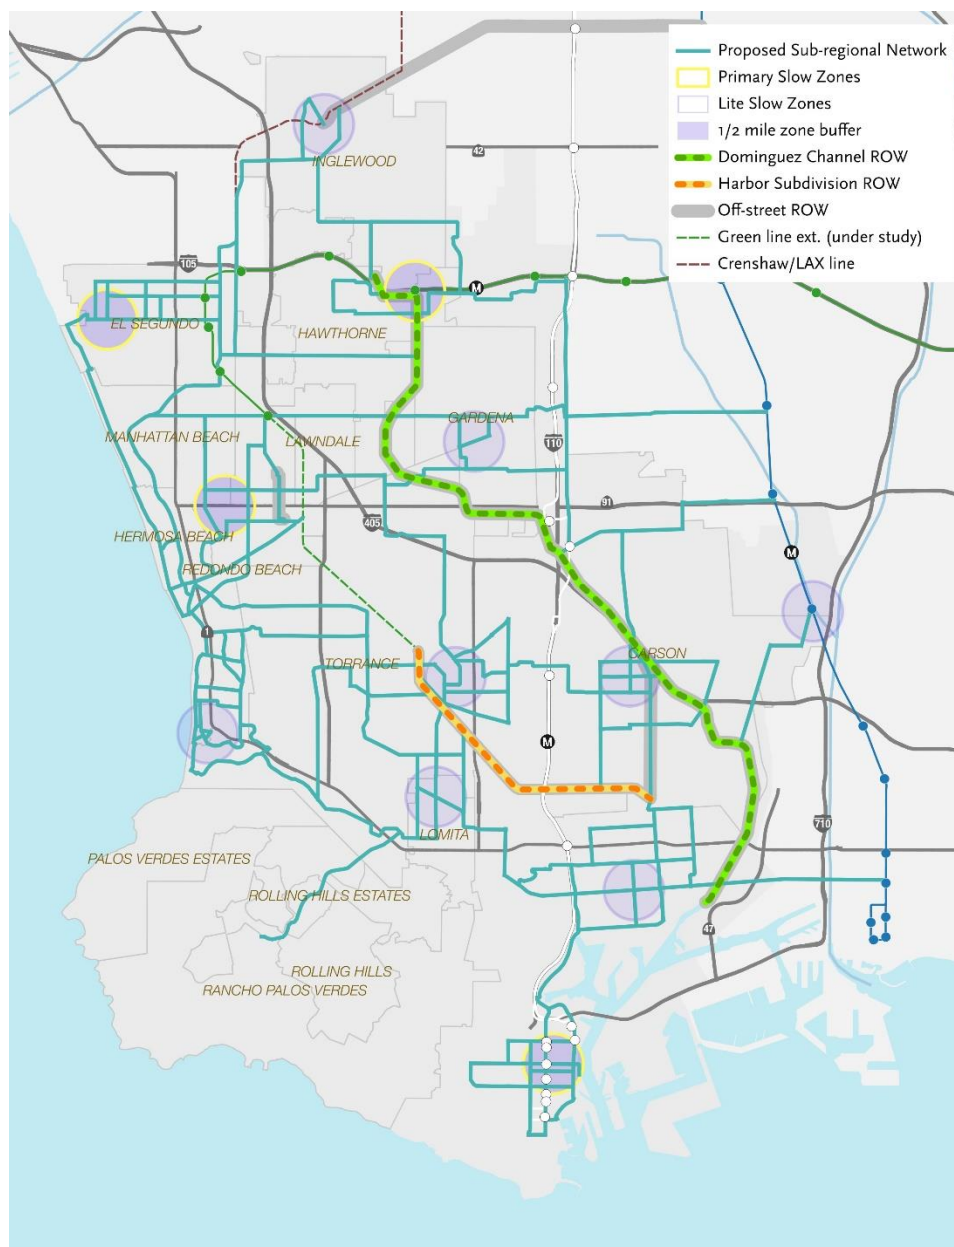 Proposed Sub-regional Network
Primary Slow Zones
Lite Slow Zones
1/2 mile zone buffer
Dominguez Channel ROW
Harbor Subdivision ROW
Off-street ROW
Green line ext. (under study)
Crenshaw/LAX line
42
INGLEWOOD
105
M
EL SEGUNDO
HAWTHORNE
GARDENA
MANHATTAN BEACH
LAWNDALE
110
91
405
HERMOSA BEACH
M
REDONDO BEACH
1
CARSON
TORRANCE
M
710
LOMITA
PALOS VERDES ESTATES
ROLLING HILLS ESTATES
47
ROLLING HILLS
RANCHO PALOS VERDES